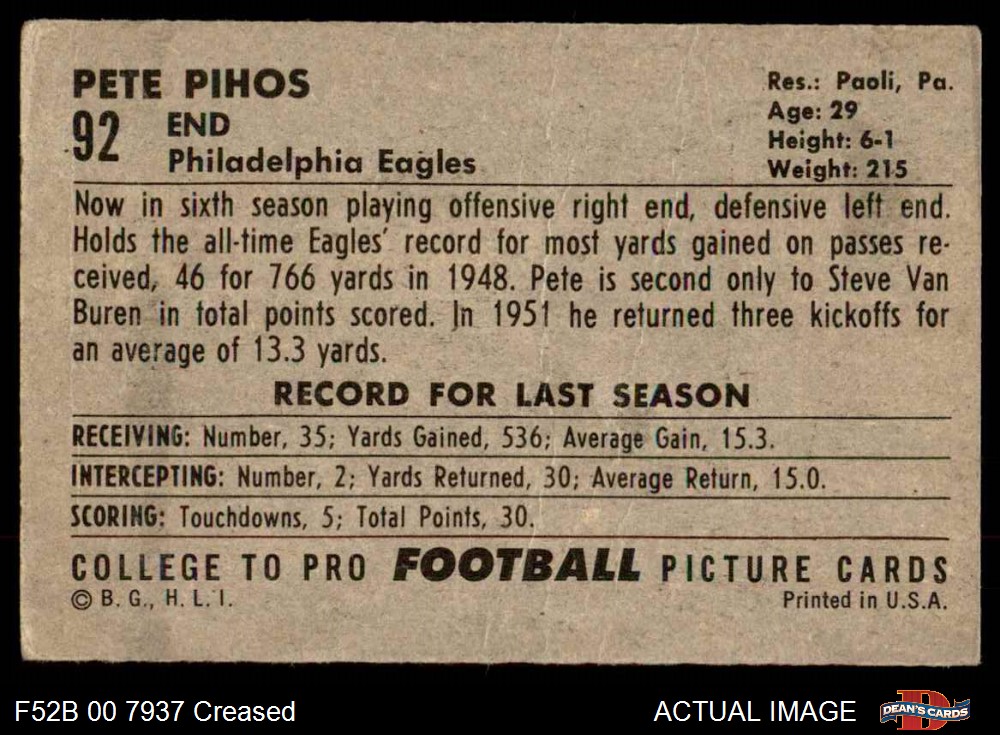 PETE PIHOS
92
END
Philadelphia Eagles
Res.: Paoli, Pa.
Age: 29
Height: 6-1
Weight: 215
Now in sixth season playing offensive right end, defensive left end.
Holds the all-time Eagles' record for most yards gained on passes re-
ceived, 46 for 766 yards in 1948. Pete is second only to Steve Van
Buren in total points scored. In 1951 he returned three kickoffs for
an average of 13.3 yards.
RECORD FOR LAST SEASON
RECEIVING: Number, 35; Yards Gained, 536; Average Gain, 15.3.
INTERCEPTING: Number, 2; Yards Returned, 30; Average Return, 15.0.
SCORING: Touchdowns, 5; Total Points, 30.
COLLEGE TO PRO FOOTBALL PICTURE CARDS
© B. G., H. L. I.
Printed in U.S.A.
F52B 00 7937 Creased
ACTUAL IMAGE
DEAN'S CARDS